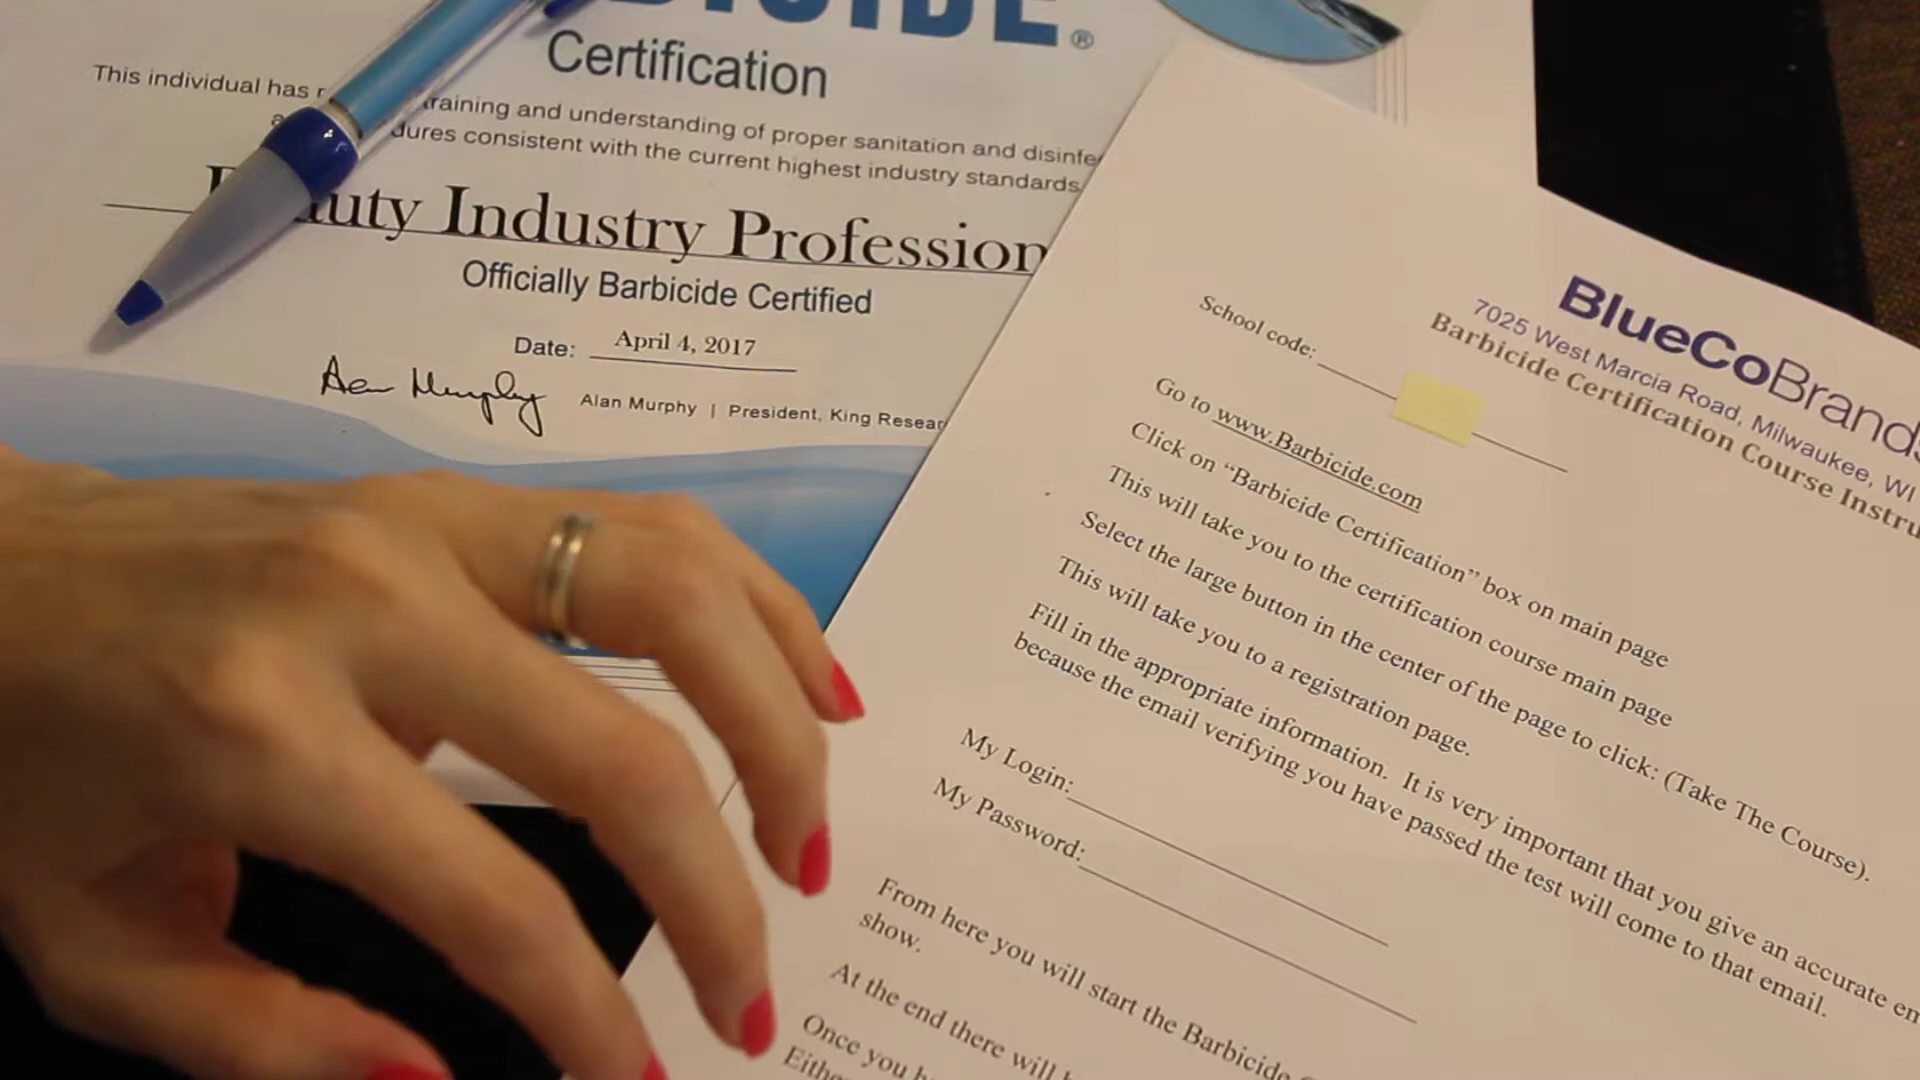 Certification
This individual has training and understanding of proper sanitation and
consistent with the current highest industry standards
Industry
Officially Barbicide Certified
Date: April 4, 2017
Alan Murphy | President, King
BlueCo
7025 West Marcia Road, Milwaukee, WI
Barbicide Certification Course
School code:
Go to www.Barbicide.com
Click on “Barbicide Certification” box on main page
This will take you to the certification course main page
Select the large button in the center of the page to click: (Take The Course).
This will take you to a registration page.
Fill in the appropriate information. It is very important that you give an accurate
because the email verifying you have passed the test will come to that email.
My Login:
My Password:
From here you will start the Barbicide
show.
At the end there will
Once you